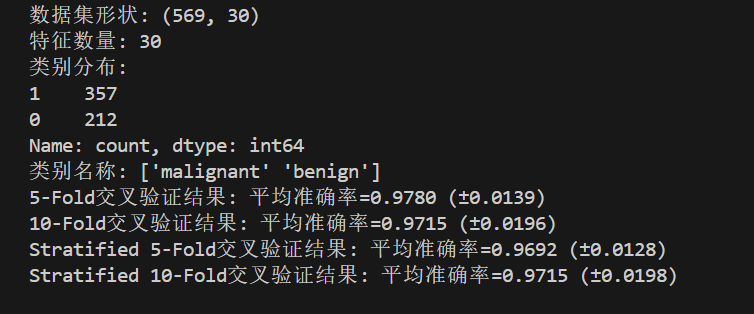 数据集形状: (569, 30)
特征数量: 30
类别分布:
1    357
0    212
Name: count, dtype: int64
类别名称: ['malignant' 'benign']
5-Fold交叉验证结果: 平均准确率=0.9780 (±0.0139)
10-Fold交叉验证结果: 平均准确率=0.9715 (±0.0196)
Stratified 5-Fold交叉验证结果: 平均准确率=0.9692 (±0.0128)
Stratified 10-Fold交叉验证结果: 平均准确率=0.9715 (±0.0198)